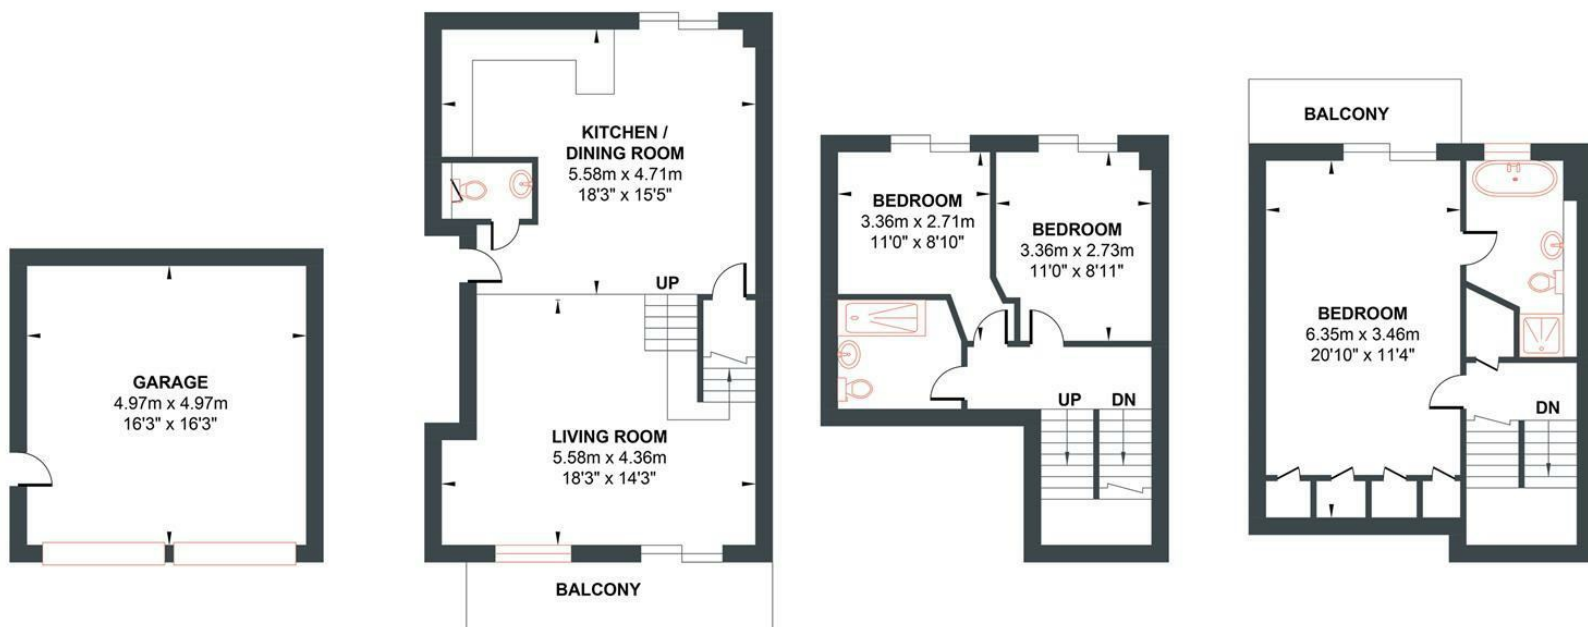 GARAGE
4.97m x 4.97m
16'3" x 16'3"
KITCHEN /
DINING ROOM
5.58m x 4.71m
18'3" x 15'5"
UP
LIVING ROOM
5.58m x 4.36m
18'3" x 14'3"
BALCONY
BEDROOM
3.36m x 2.71m
11'0" x 8'10"
BEDROOM
3.36m x 2.73m
11'0" x 8'11"
UP
DN
BALCONY
BEDROOM
6.35m x 3.46m
20'10" x 11'4"
DN